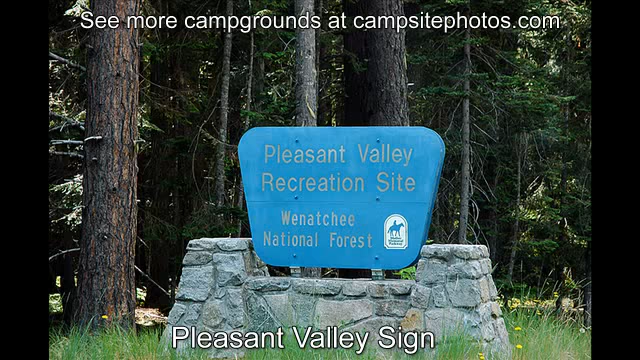 See more campgrounds at campsitephotos.com
Pleasant Valley
Recreation Site
Wenatchee
National Forest
Pleasant Valley Sign